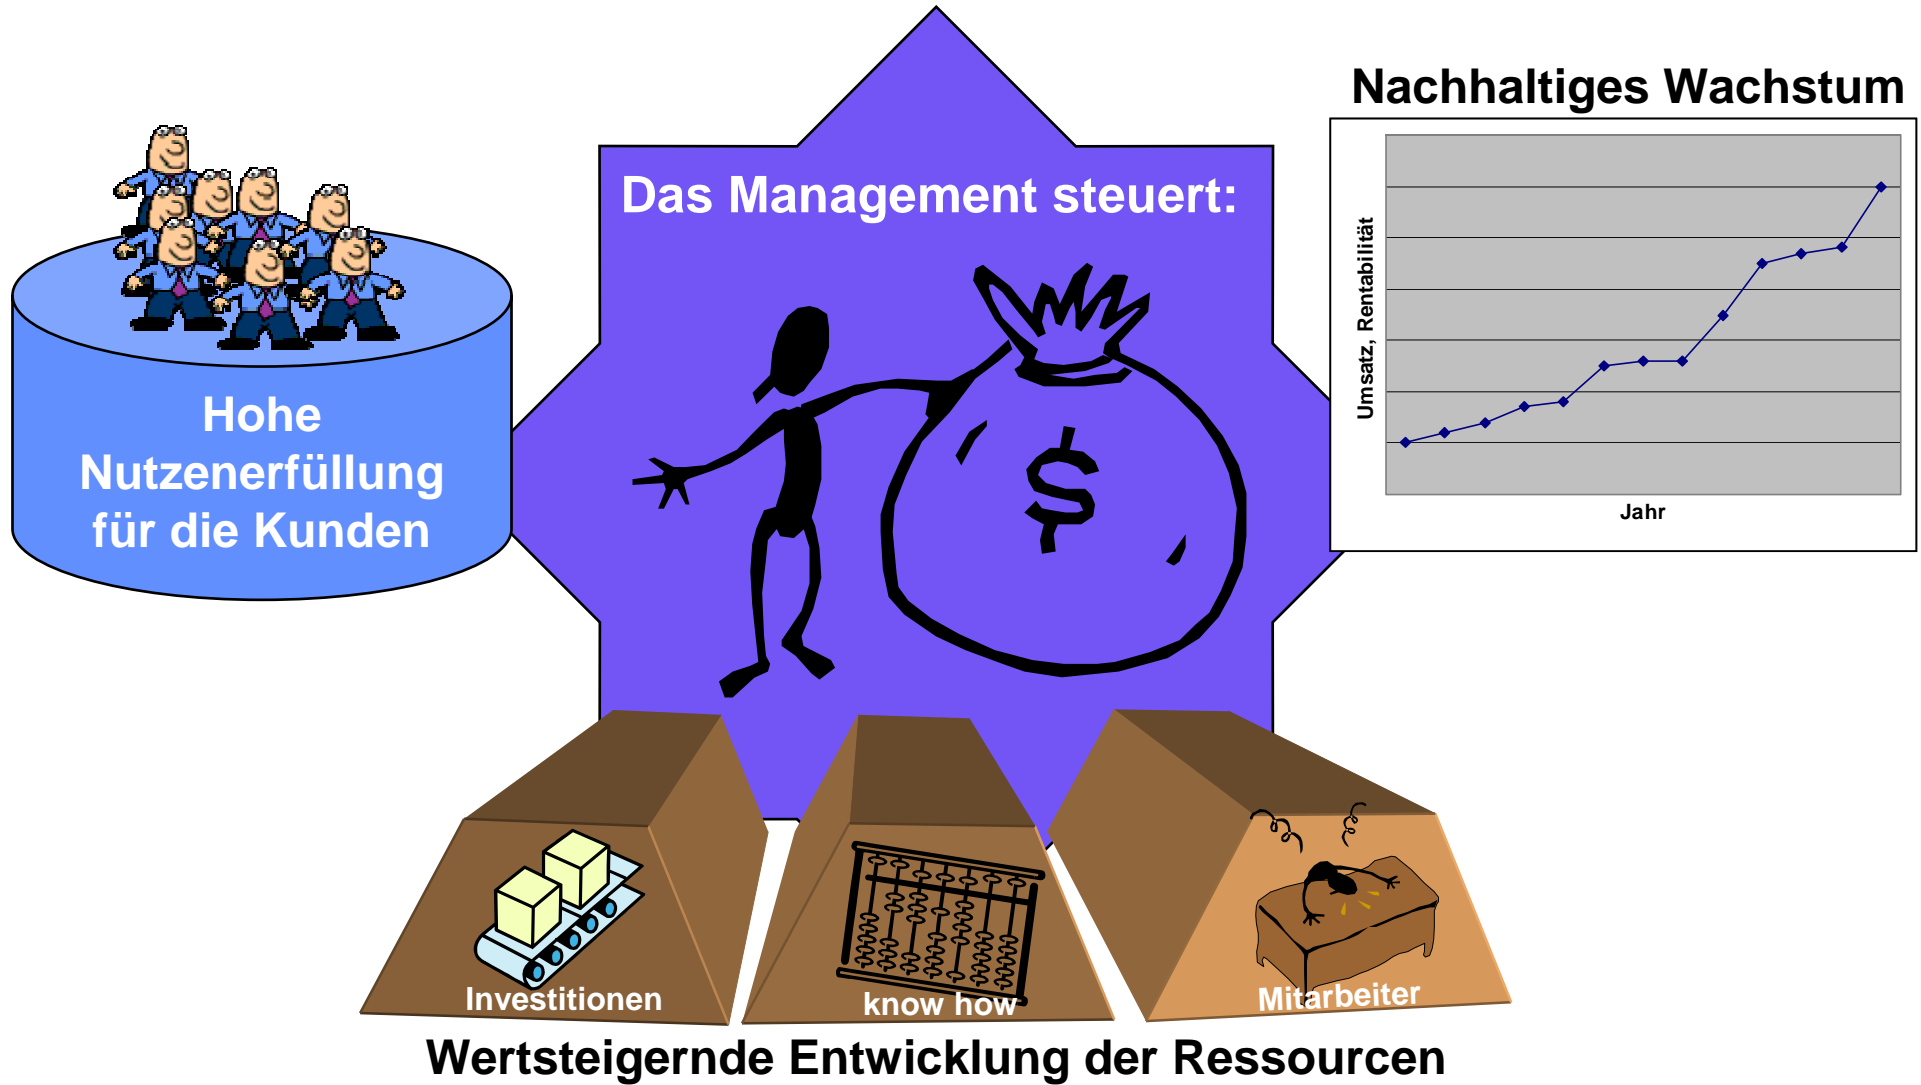 Nachhaltiges Wachstum
Das Management steuert:
Umsatz, Rentabilität
Jahr
Hohe
Nutzenerfüllung
für die Kunden
$
Investitionen
know how
Mitarbeiter
Wertsteigernde Entwicklung der Ressourcen